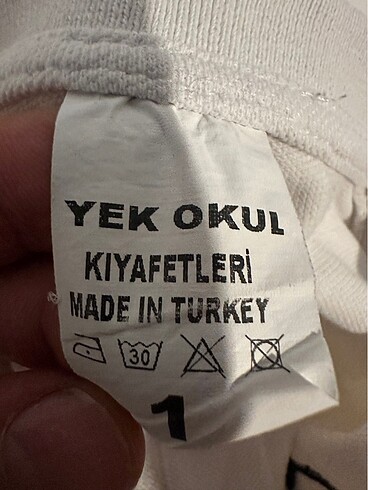 YEK OKUL
KIYAFETLERİ
MADE IN TURKEY
30
1